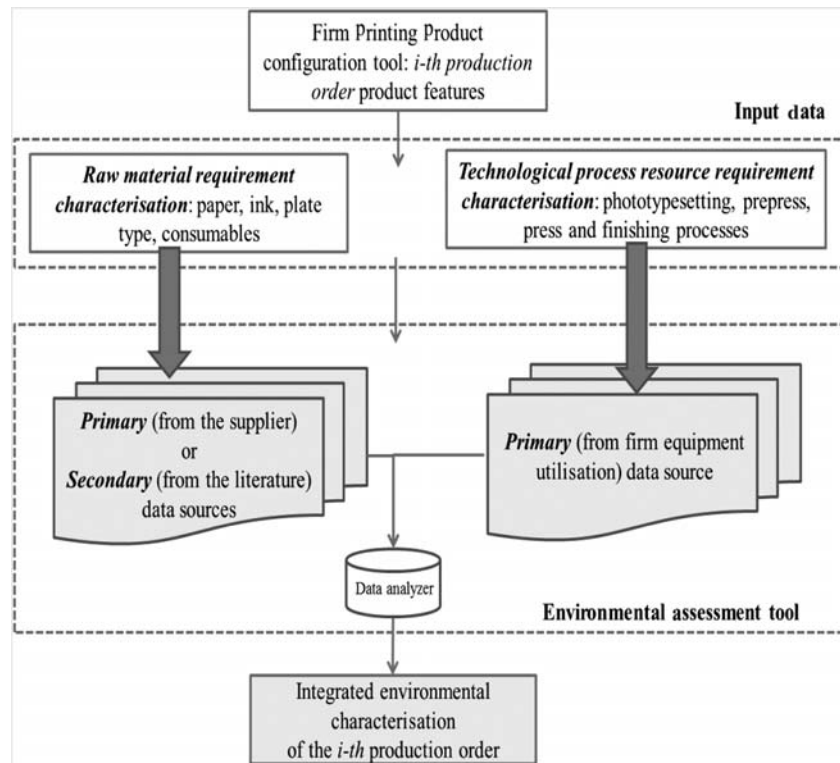 Firm Printing Product
configuration tool: i-th production
order product features
Input data
Raw material requirement
characterisation: paper, ink, plate
type, consumables
Technological process resource requirement
characterisation: phototypesetting, prepress,
press and finishing processes
Primary (from the supplier)
or
Secondary (from the literature)
data sources
Primary (from firm equipment
utilisation) data source
Data analyzer
Environmental assessment tool
Integrated environmental
characterisation
of the i-th production order